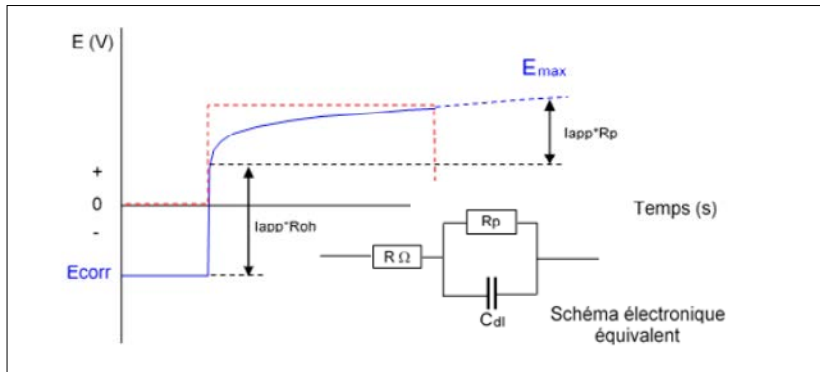 E (V)
Emax
Iapp*Rp
+
0
-
Temps (s)
Iapp*Roh
Rp
Ecorr
R Ω
Cdl
Schéma électronique
équivalent